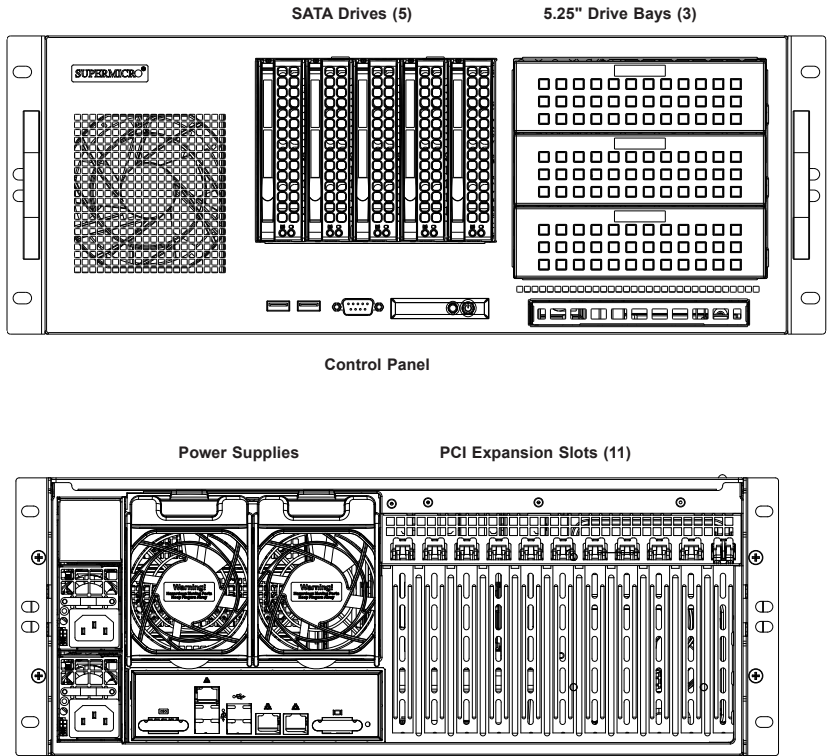 SATA Drives (5)
5.25" Drive Bays (3)
SUPERMICRO
Control Panel
Power Supplies
PCI Expansion Slots (11)
Warning!
Warning!